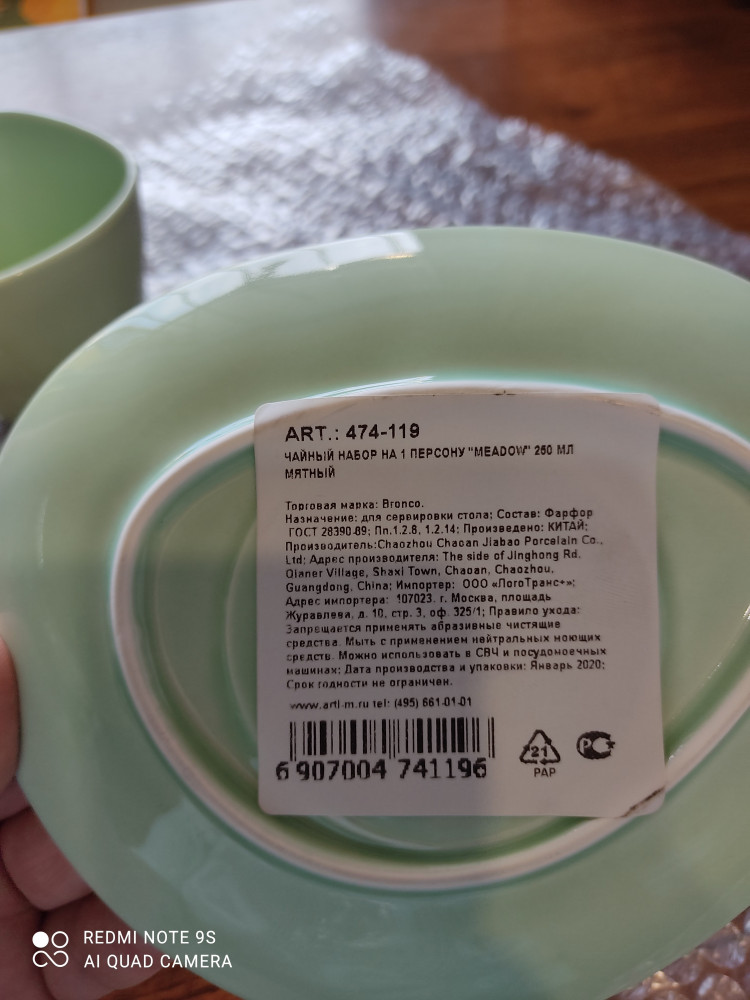 ART.: 474-119
ЧАЙНЫЙ НАБОР НА 1 ПЕРСОНУ "MEADOW" 260 МЛ
МЯТНЫЙ
Торговая марка: Bronco.
Назначение: для сервировки стола; Состав: Фарфор
ГОСТ 28390-89; Пп.1.2.8, 1.2.14; Произведено: КИТАЙ;
Производитель:Chaozhou Chaoan Jiabao Porcelain Co.,
Ltd; Адрес производителя: The side of Jinghong Rd,
Qianer Village, Shaxi Town, Chaoan, Chaozhou,
Guangdong, China; Импортер: ООО «ЛогоТранс+»;
Адрес импортера: 107023, г. Москва, площадь
Журавлева, д. 10, стр. 3, оф. 325/1; Правило ухода:
Запрещается применять абразивные чистящие
средства. Мыть с применением нейтральных моющих
средств. Можно использовать в СВЧ и посудомоечных
машинах; Дата производства и упаковки: Январь 2020;
Срок годности не ограничен.
www.artl-m.ru tel: (495) 661-01-01
6 907004 741196
21
PAP
РС
REDMI NOTE 9S
AI QUAD CAMERA